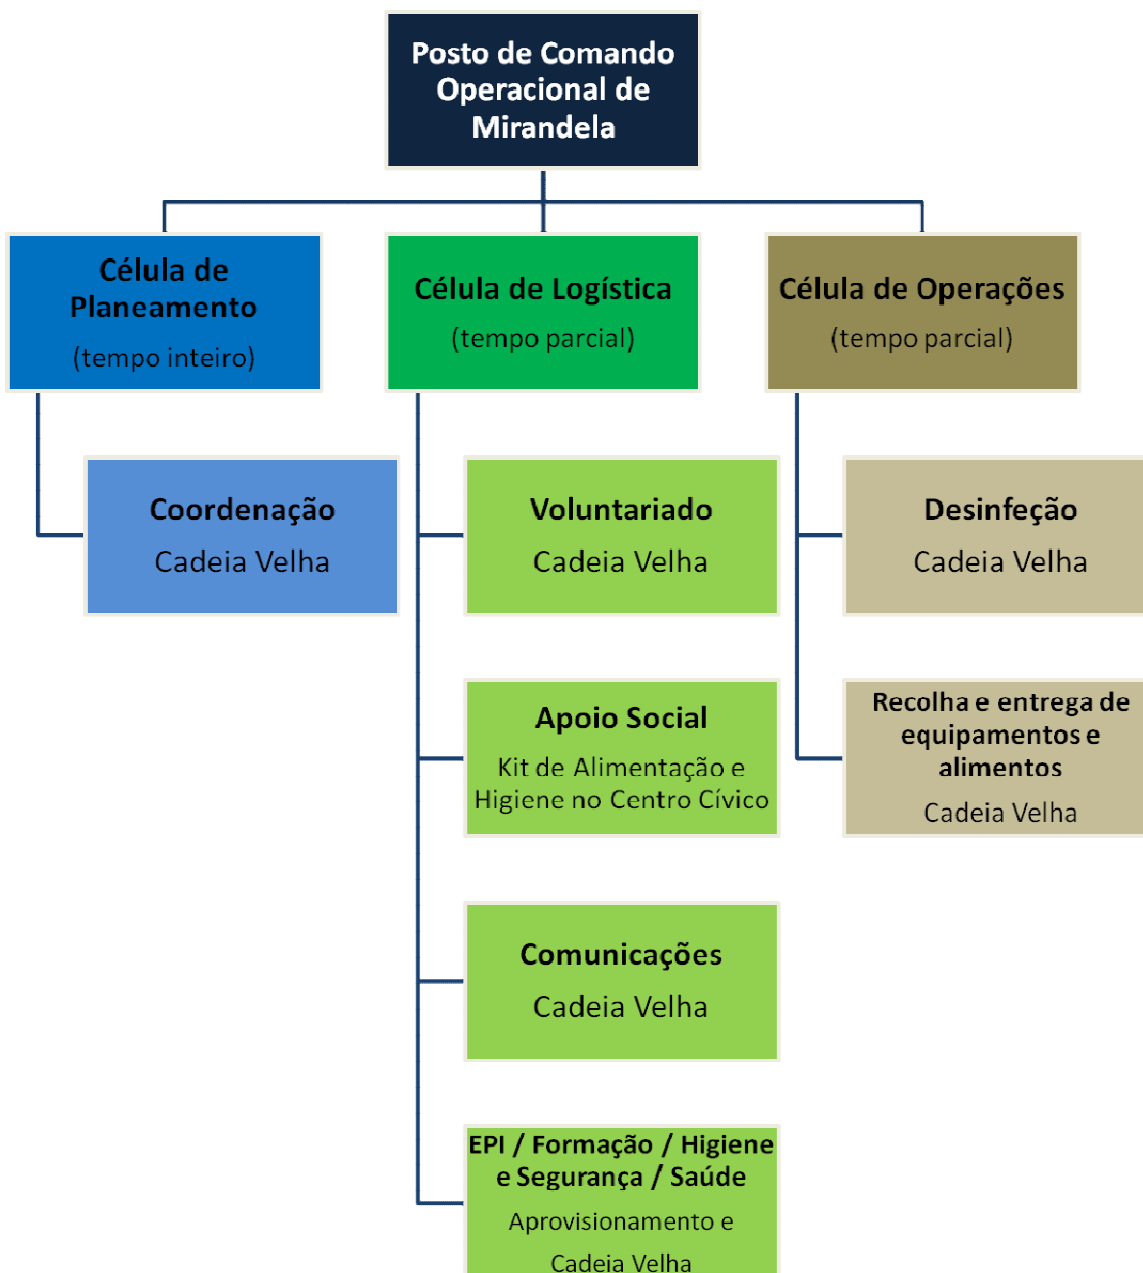 Posto de Comando
Operacional de
Mirandela
Célula de
Planeamento
(tempo inteiro)
Célula de Logística
(tempo parcial)
Célula de Operações
(tempo parcial)
Coordenação
Cadeia Velha
Voluntariado
Cadeia Velha
Desinfeção
Cadeia Velha
Apoio Social
Kit de Alimentação e
Higiene no Centro Cívico
Recolha e entrega de
equipamentos e
alimentos
Cadeia Velha
Comunicações
Cadeia Velha
EPI / Formação / Higiene
e Segurança / Saúde
Aprovisionamento e
Cadeia Velha